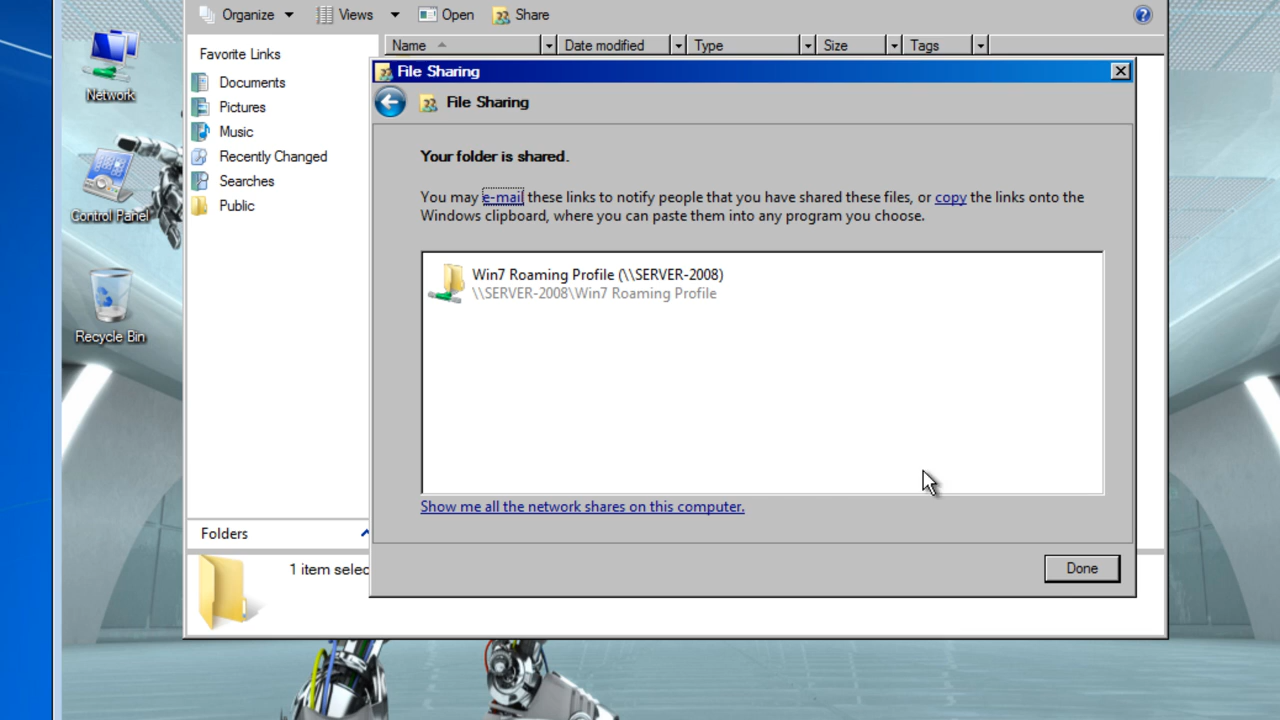 Organize
Views
Open
Share
Network
Control Panel
Recycle Bin
Favorite Links
Documents
Pictures
Music
Recently Changed
Searches
Public
Folders
1 item selec
Name
Date modified
Type
Size
Tags
File Sharing
File Sharing
Your folder is shared.
You may e-mail these links to notify people that you have shared these files, or copy the links onto the
Windows clipboard, where you can paste them into any program you choose.
Win7 Roaming Profile (\\SERVER-2008)
\\SERVER-2008\Win7 Roaming Profile
Show me all the network shares on this computer.
Done